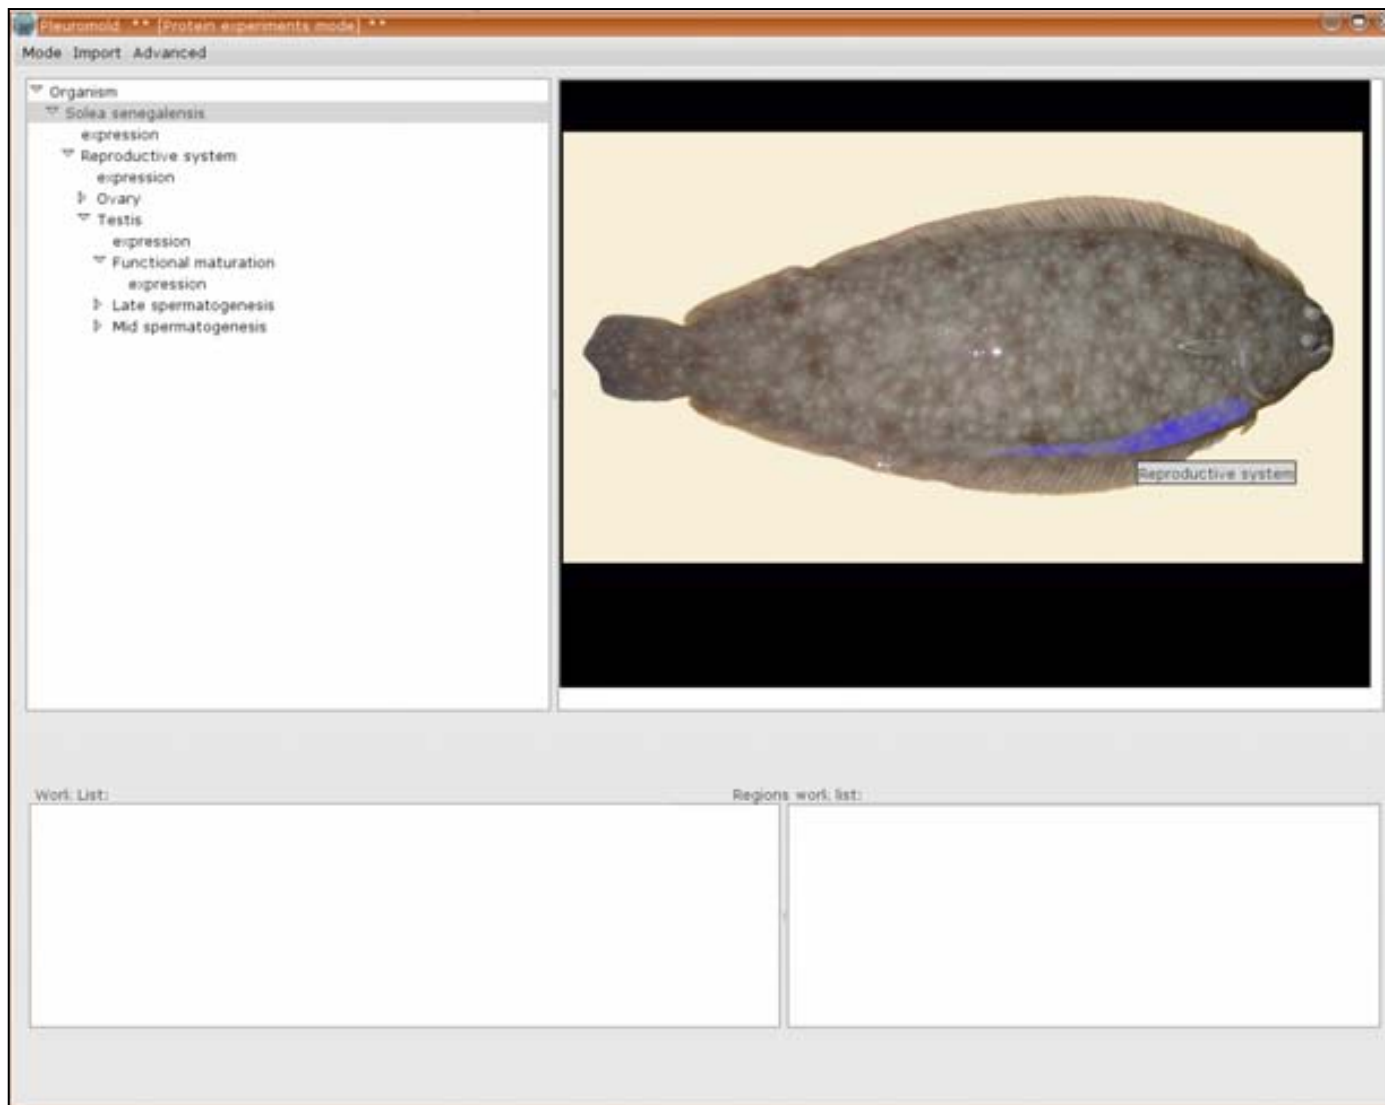 Pleuromold ** [Protein experiments mode] **
Mode Import Advanced
Organism
Solea senegalensis
expression
Reproductive system
expression
Ovary
Testis
expression
Functional maturation
expression
Late spermatogenesis
Mid spermatogenesis
Reproductive system
Work List:
Regions work list: